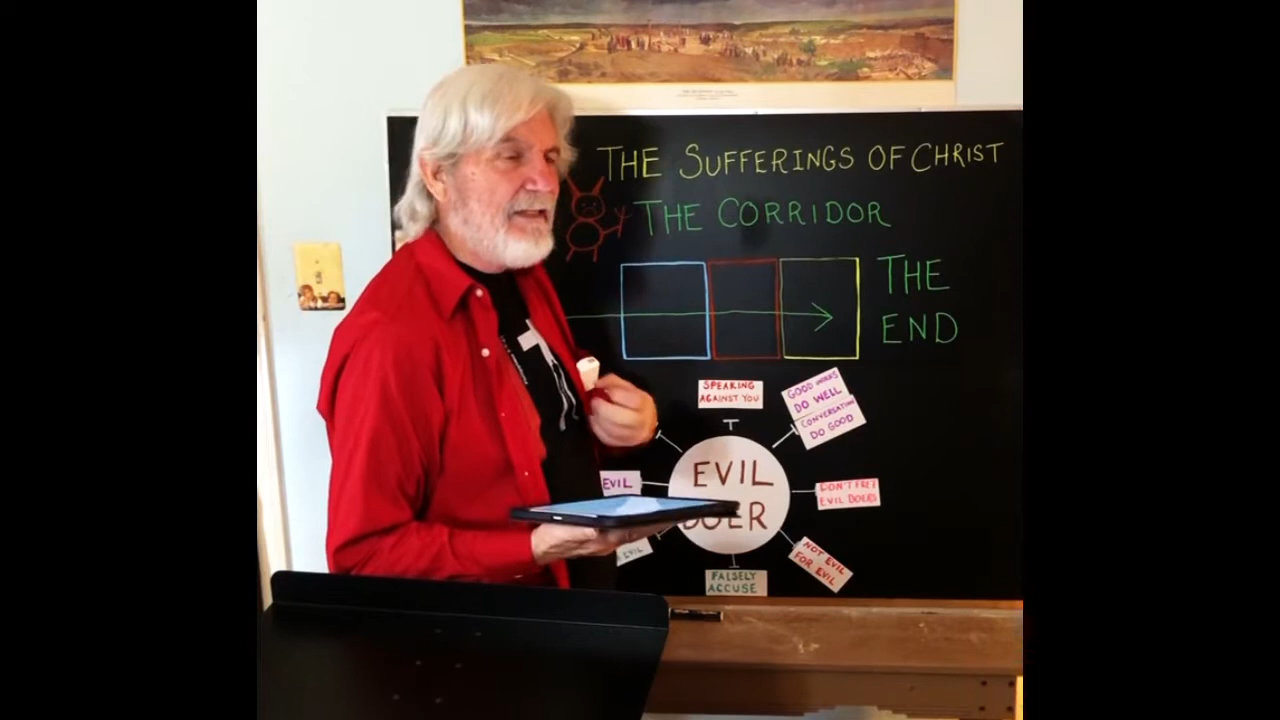 THE SUFFERINGS OF CHRIST
THE CORRIDOR
THE
END
SPEAKING
AGAINST YOU
GOOD WORKS
DO WELL
CONVERSATION
DO GOOD
EVIL
DOER
EVIL
DON'T FRET
EVIL DOERS
EVIL
NOT EVIL
FOR EVIL
FALSELY
ACCUSE